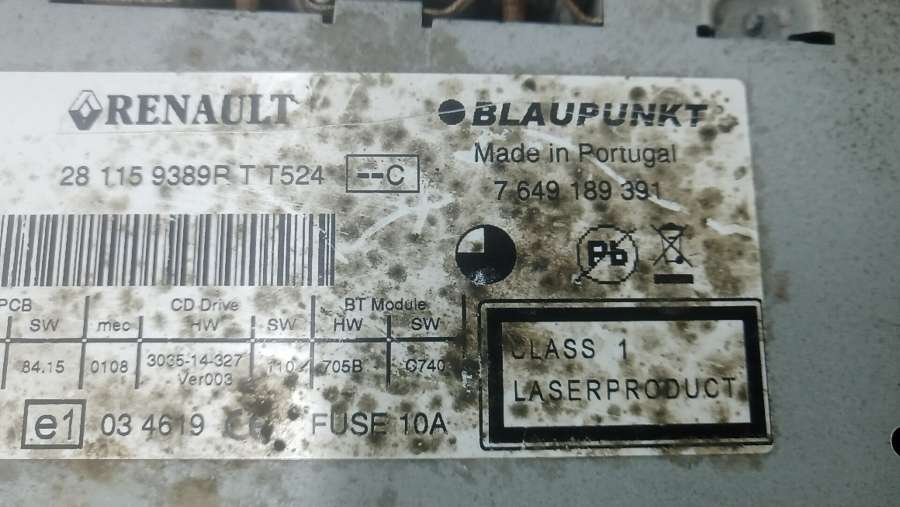 RENAULT
BLAUPUNKT
Made in Portugal
28 115 9389R T T524 --C
7 649 189 391
Pb
PCB CD Drive BT Module
SW mec HW SW HW SW
84.15 0108 3035-14-327 110 705B C740
Ver003
CLASS 1
LASERPRODUCT
e1 03 4619 CE FUSE 10A